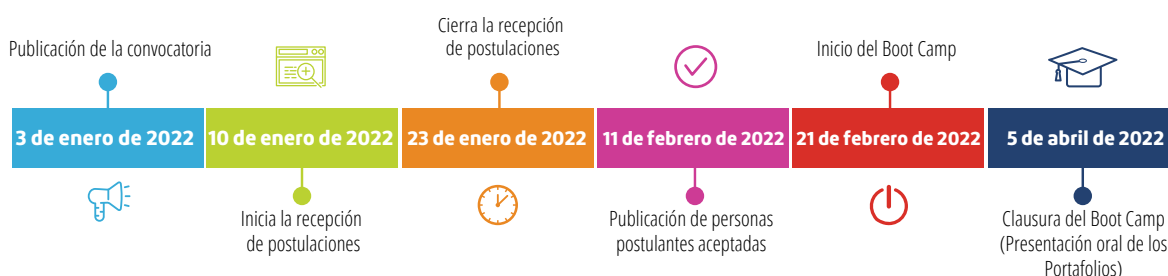 Publicación de la convocatoria
Cierra la recepción
de postulaciones
Inicio del Boot Camp
3 de enero de 2022
10 de enero de 2022
23 de enero de 2022
11 de febrero de 2022
21 de febrero de 2022
5 de abril de 2022
Inicia la recepción
de postulaciones
Publicación de personas
postulantes aceptadas
Clausura del Boot Camp
(Presentación oral de los
Portafolios)